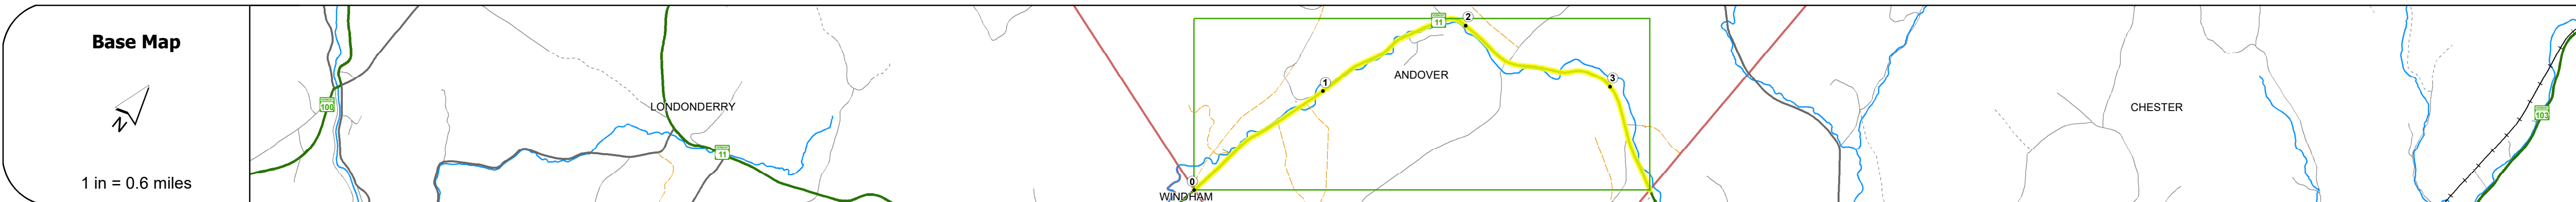 Base Map
N
1 in = 0.6 miles
100
LONDONDERRY
11
WINDHAM
0
1
11
2
ANDOVER
3
CHESTER
103